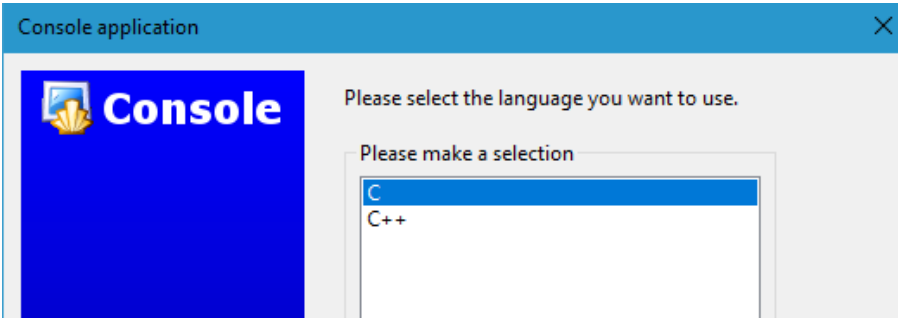 Console application
Console
Please select the language you want to use.
Please make a selection
C
C++